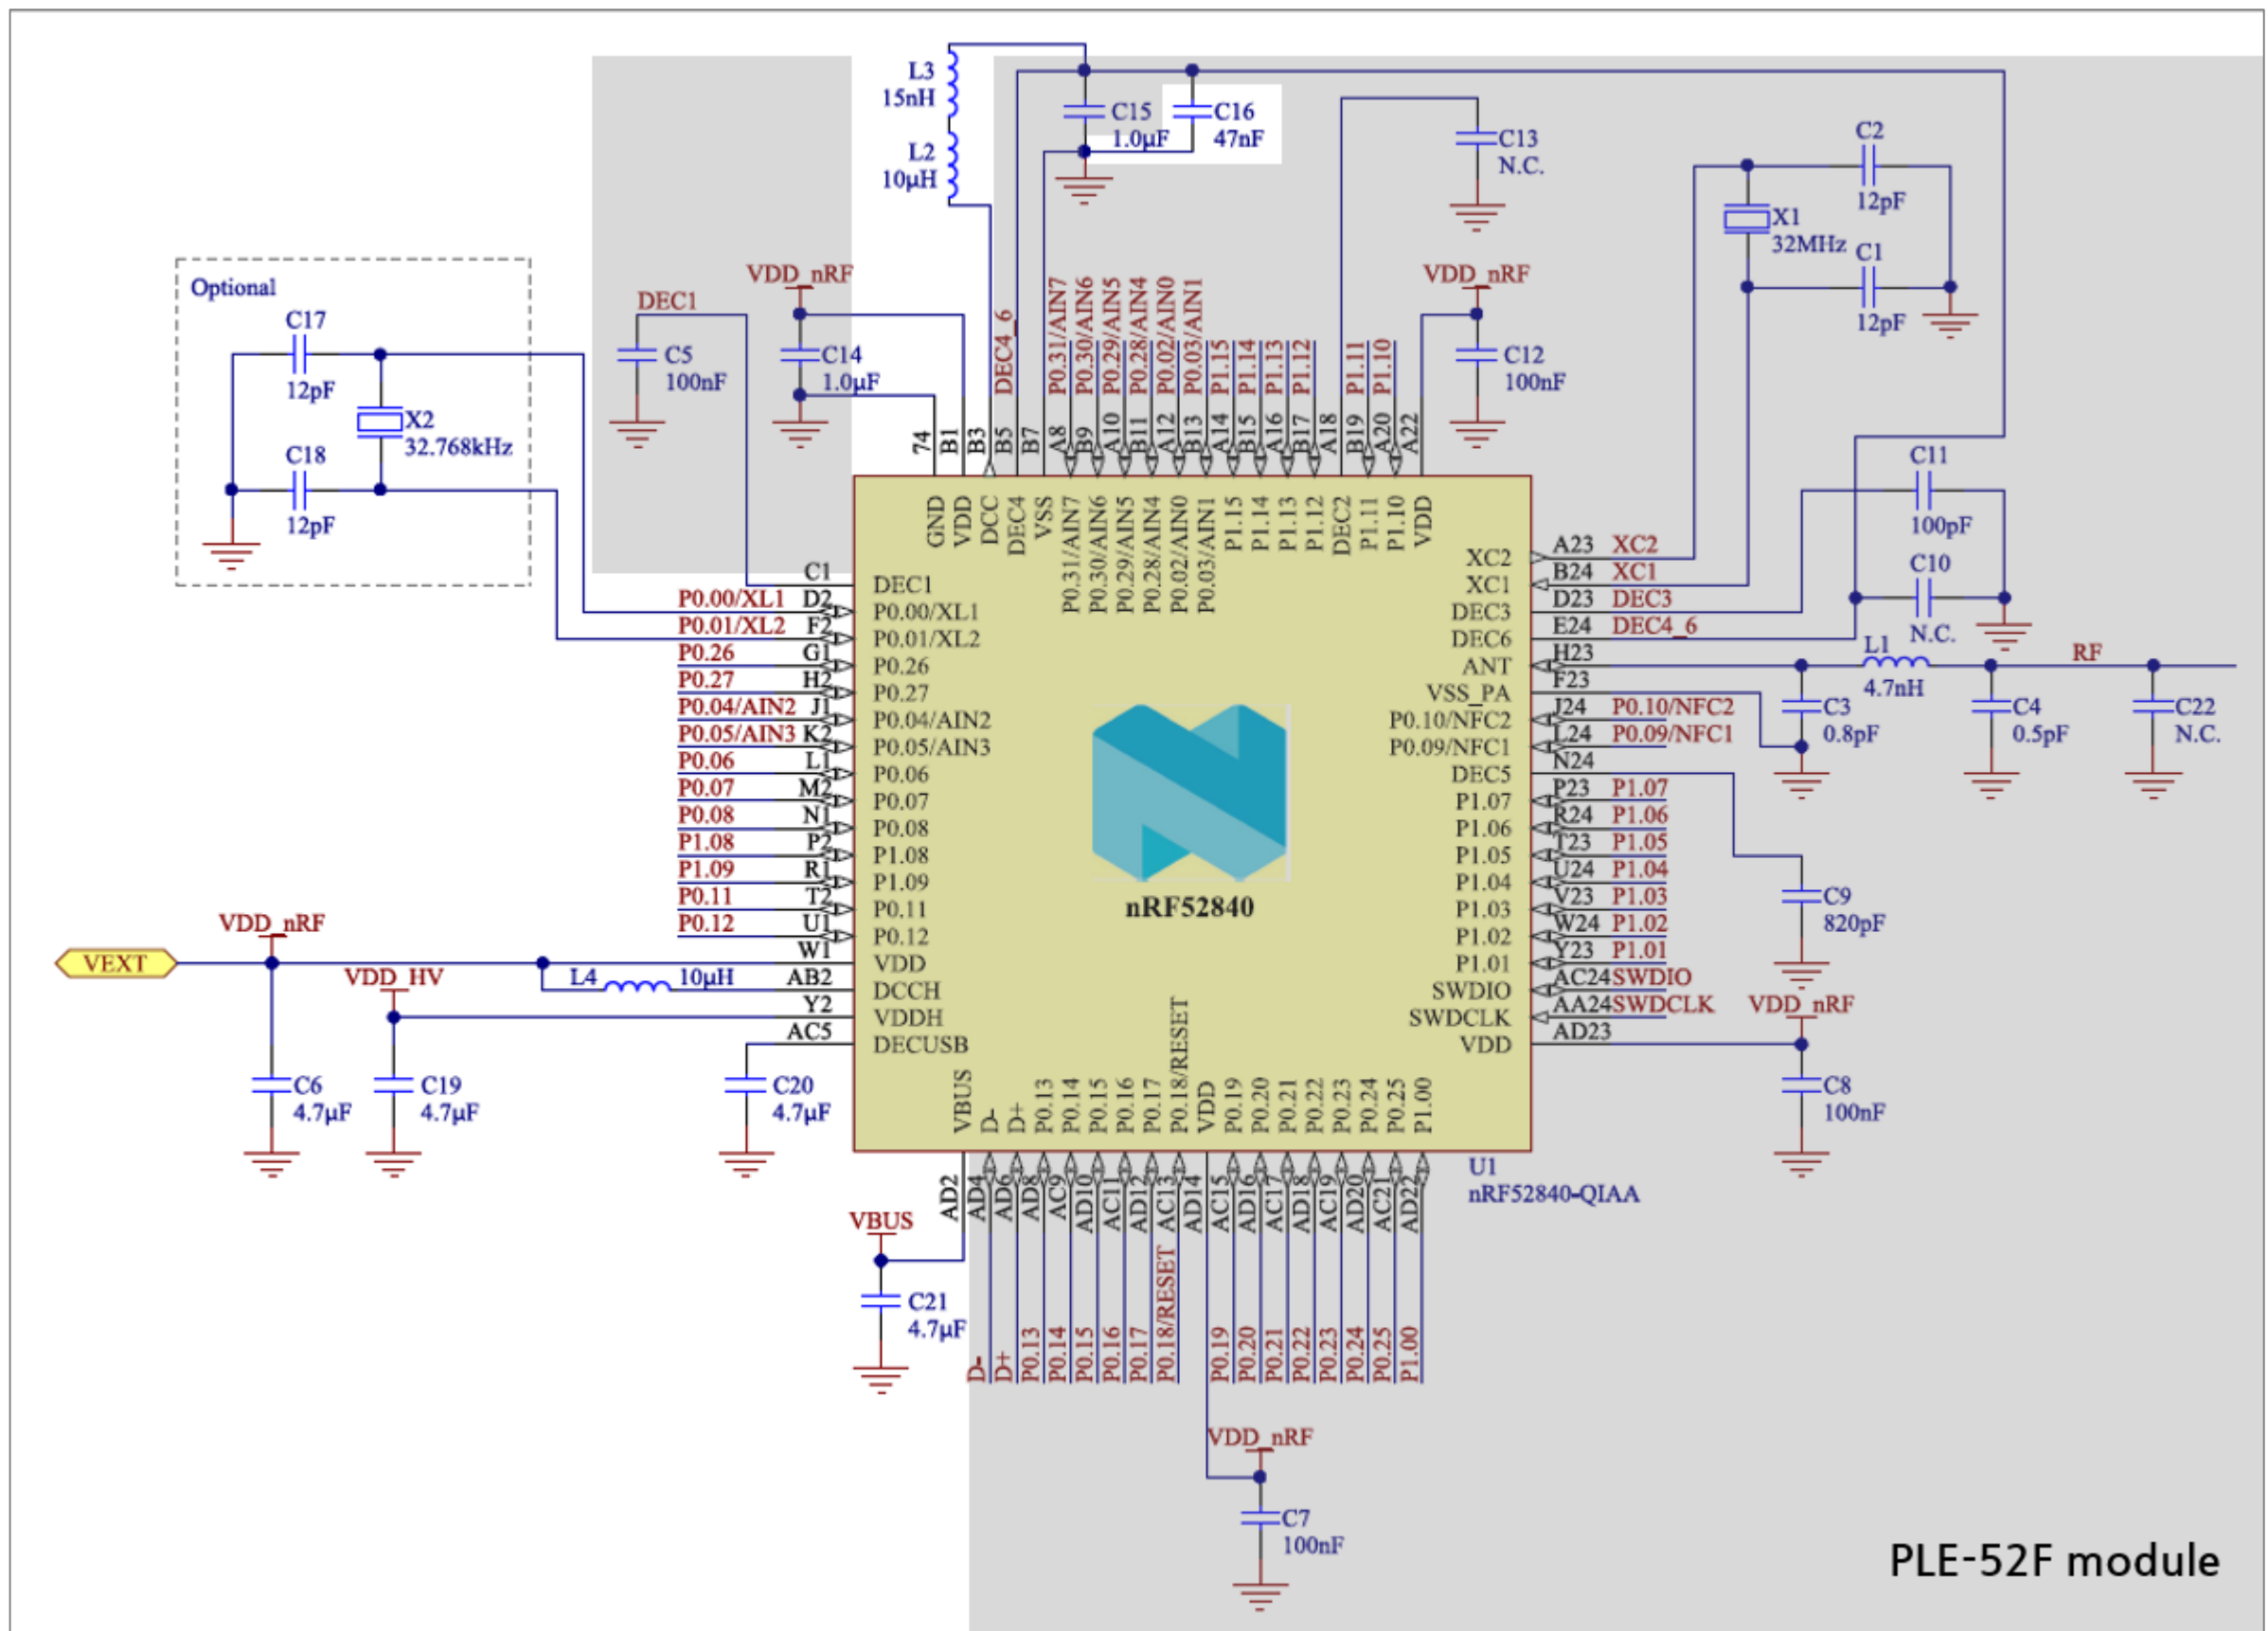 L3
15nH
L2
10µH
C15
1.0µF
C16
47nF
C13
N.C.
C2
12pF
X1
32MHz
C1
12pF
Optional
C17
12pF
X2
32.768kHz
C18
12pF
DEC1
C5
100nF
VDD_nRF
C14
1.0µF
VDD_nRF
C12
100nF
DEC4_6
P0.31/AIN7
P0.30/AIN6
P0.29/AIN5
P0.28/AIN4
P0.02/AIN0
P0.03/AIN1
P1.15
P1.14
P1.13
P1.12
P1.11
P1.10
74
B1
B3
B5
B7
A8
B9
A10
B11
A12
B13
A14
B15
A16
B17
A18
B19
A20
A22
GND
VDD
DCC
DEC4
VSS
P0.31/AIN7
P0.30/AIN6
P0.29/AIN5
P0.28/AIN4
P0.02/AIN0
P0.03/AIN1
P1.15
P1.14
P1.13
P1.12
DEC2
P1.11
P1.10
VDD
C1 DEC1
P0.00/XL1 D2 P0.00/XL1
P0.01/XL2 F2 P0.01/XL2
P0.26 G1 P0.26
P0.27 H2 P0.27
P0.04/AIN2 J1 P0.04/AIN2
P0.05/AIN3 K2 P0.05/AIN3
P0.06 L1 P0.06
P0.07 M2 P0.07
P0.08 N1 P0.08
P1.08 P2 P1.08
P1.09 R1 P1.09
P0.11 T2 P0.11
P0.12 U1 P0.12
W1 VDD
AB2 DCCH
Y2 VDDH
AC5 DECUSB
XC2 A23 XC2
XC1 B24 XC1
DEC3 D23 DEC3
DEC6 E24 DEC4_6
ANT H23
VSS_PA F23
P0.10/NFC2 J24 P0.10/NFC2
P0.09/NFC1 L24 P0.09/NFC1
DEC5 N24
P1.07 P23 P1.07
P1.06 R24 P1.06
P1.05 T23 P1.05
P1.04 U24 P1.04
P1.03 V23 P1.03
P1.02 W24 P1.02
P1.01 Y23 P1.01
SWDIO AC24 SWDIO
SWDCLK AA24 SWDCLK
VDD AD23
nRF52840
C11
100pF
C10
N.C.
L1
4.7nH
RF
C3
0.8pF
C4
0.5pF
C22
N.C.
C9
820pF
VDD_nRF
C8
100nF
VEXT
VDD_nRF
VDD_HV
L4
10µH
C6
4.7µF
C19
4.7µF
C20
4.7µF
VBUS
D-
D+
P0.13
P0.14
P0.15
P0.16
P0.17
P0.18/RESET
VDD
P0.19
P0.20
P0.21
P0.22
P0.23
P0.24
P0.25
P1.00
U1
nRF52840-QIAA
AD2
AD4
AD6
AD8
AC9
AD10
AC11
AD12
AC13
AD14
AC15
AD16
AC17
AD18
AC19
AD20
AC21
AD22
VBUS
C21
4.7µF
D-
D+
P0.13
P0.14
P0.15
P0.16
P0.17
P0.18/RESET
P0.19
P0.20
P0.21
P0.22
P0.23
P0.24
P0.25
P1.00
VDD_nRF
C7
100nF
PLE-52F module